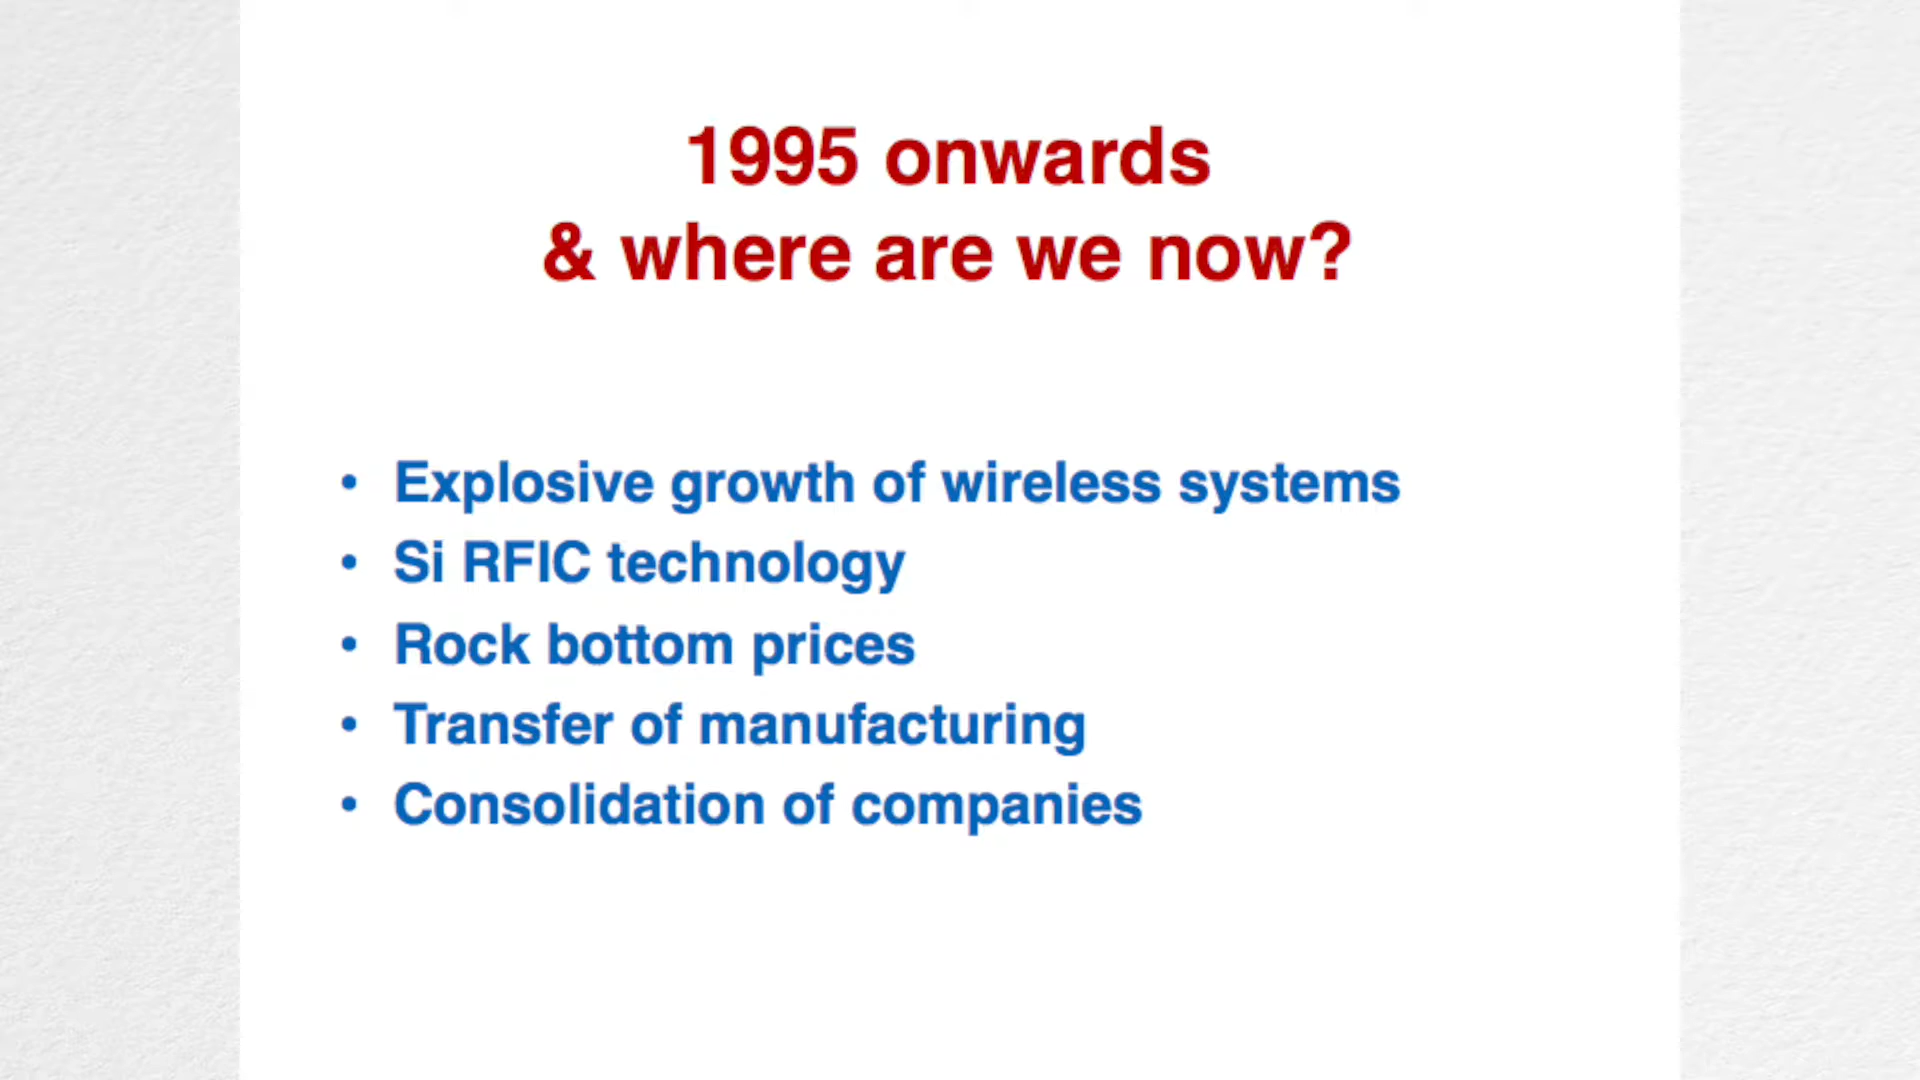 1995 onwards
& where are we now?
• Explosive growth of wireless systems
• Si RFIC technology
• Rock bottom prices
• Transfer of manufacturing
• Consolidation of companies